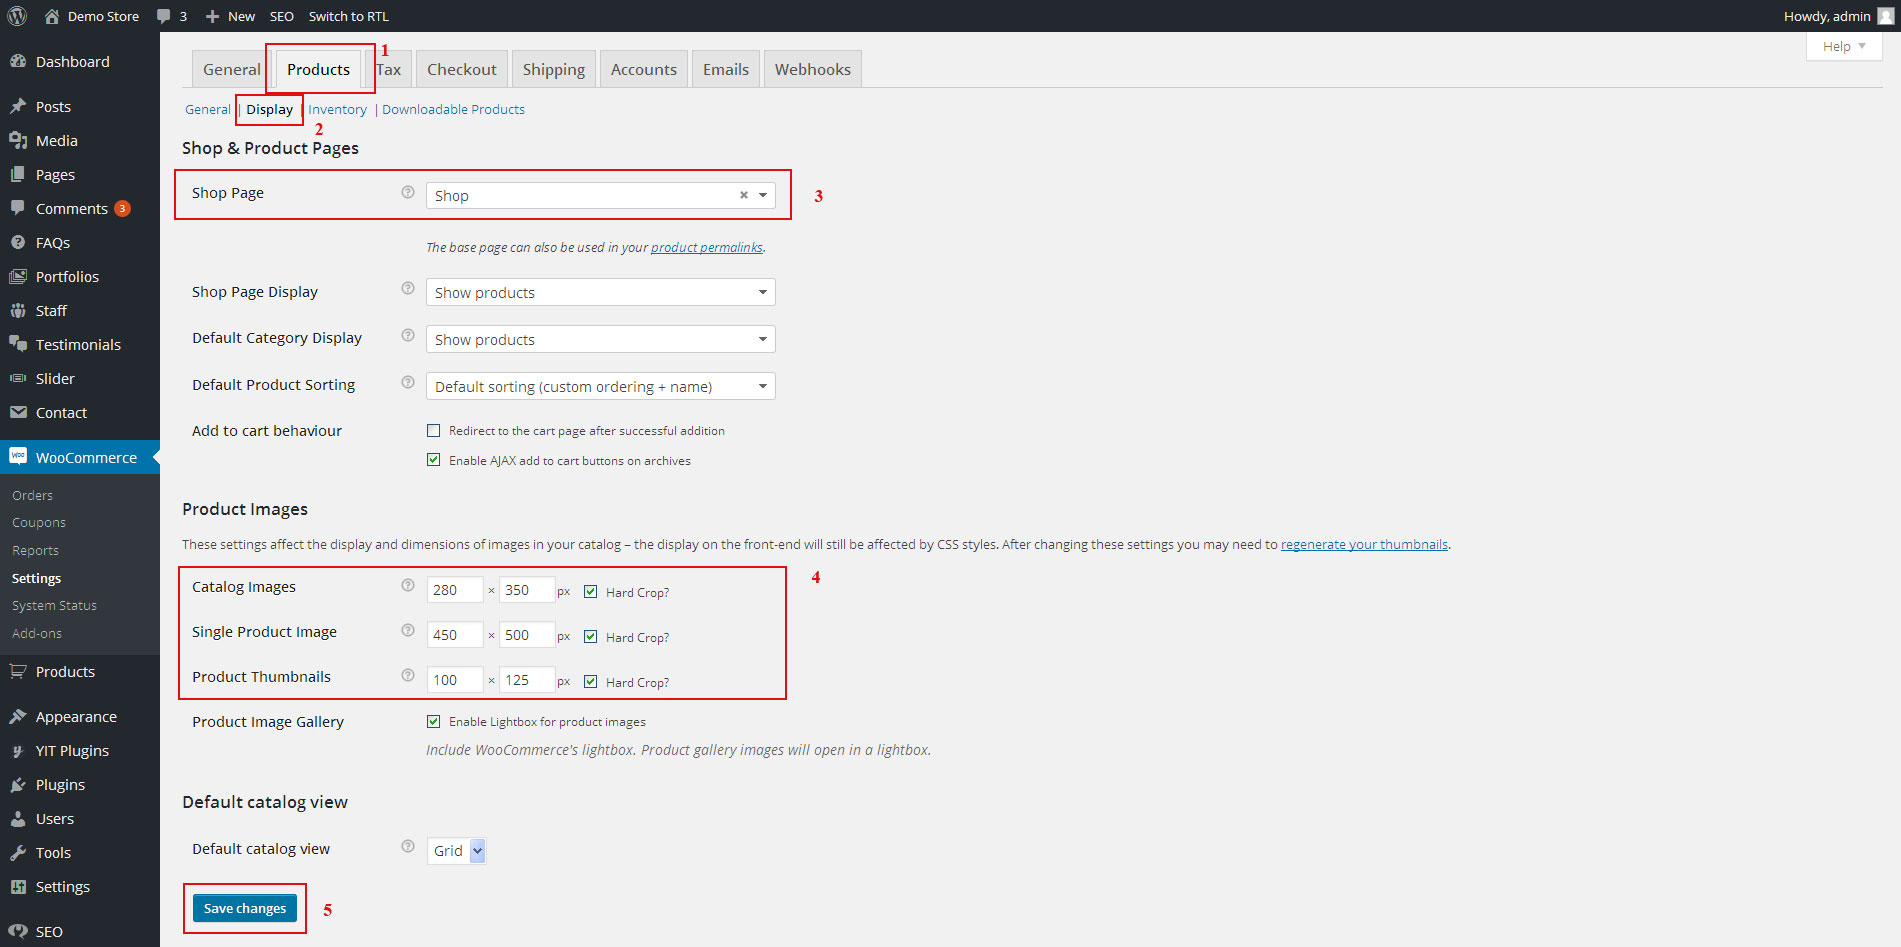 Demo Store 3 New SEO Switch to RTL Howdy, admin
Help
Dashboard
Posts
Media
Pages
Comments 3
FAQs
Portfolios
Staff
Testimonials
Slider
Contact
Woo WooCommerce
Orders
Coupons
Reports
Settings
System Status
Add-ons
Products
Appearance
YIT Plugins
Plugins
Users
Tools
Settings
SEO
General Products Tax Checkout Shipping Accounts Emails Webhooks
1
General | Display | Inventory | Downloadable Products
2
Shop & Product Pages
Shop Page ? Shop × 3
The base page can also be used in your product permalinks.
Shop Page Display ? Show products
Default Category Display ? Show products
Default Product Sorting ? Default sorting (custom ordering + name)
Add to cart behaviour Redirect to the cart page after successful addition
Enable AJAX add to cart buttons on archives
Product Images
These settings affect the display and dimensions of images in your catalog – the display on the front-end will still be affected by CSS styles. After changing these settings you may need to regenerate your thumbnails.
4
Catalog Images ? 280 × 350 px Hard Crop?
Single Product Image ? 450 × 500 px Hard Crop?
Product Thumbnails ? 100 × 125 px Hard Crop?
Product Image Gallery Enable Lightbox for product images
Include WooCommerce's lightbox. Product gallery images will open in a lightbox.
Default catalog view
Default catalog view ? Grid
Save changes 5